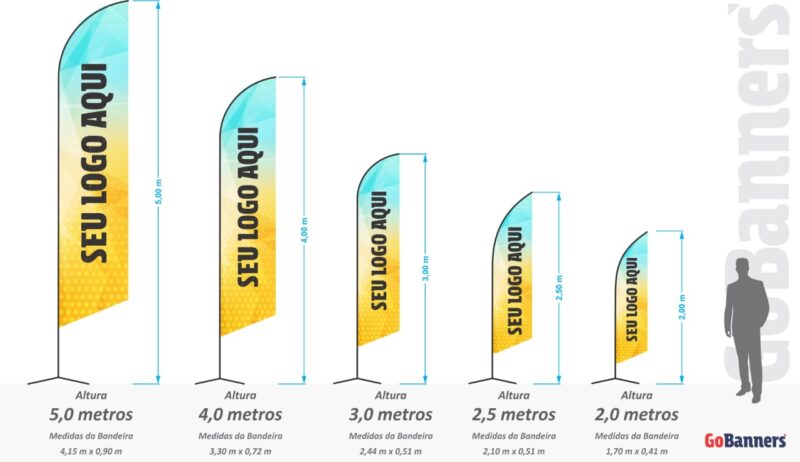 SEU LOGO AQUI
5,00 m
SEU LOGO AQUI
4,00 m
SEU LOGO AQUI
3,00 m
SEU LOGO AQUI
2,50 m
SEU LOGO AQUI
2,00 m
GoBanners
Altura
5,0 metros
Medidas da Bandeira
4,15 m x 0,90 m
Altura
4,0 metros
Medidas da Bandeira
3,30 m x 0,72 m
Altura
3,0 metros
Medidas da Bandeira
2,44 m x 0,51 m
Altura
2,5 metros
Medidas da Bandeira
2,10 m x 0,51 m
Altura
2,0 metros
Medidas da Bandeira
1,70 m x 0,41 m
GoBanners